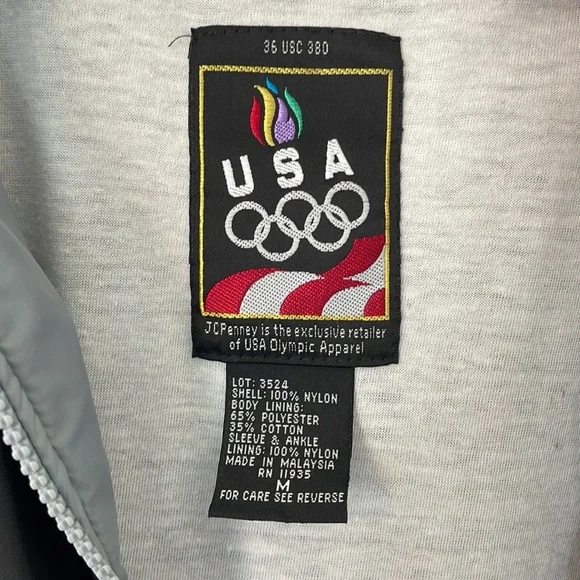 36 USC 380
USA
JCPenney is the exclusive retailer
of USA Olympic Apparel
LOT: 3524
SHELL: 100% NYLON
BODY LINING:
65% POLYESTER
35% COTTON
SLEEVE & ANKLE
LINING: 100% NYLON
MADE IN MALAYSIA
RN 11935
M
FOR CARE SEE REVERSE